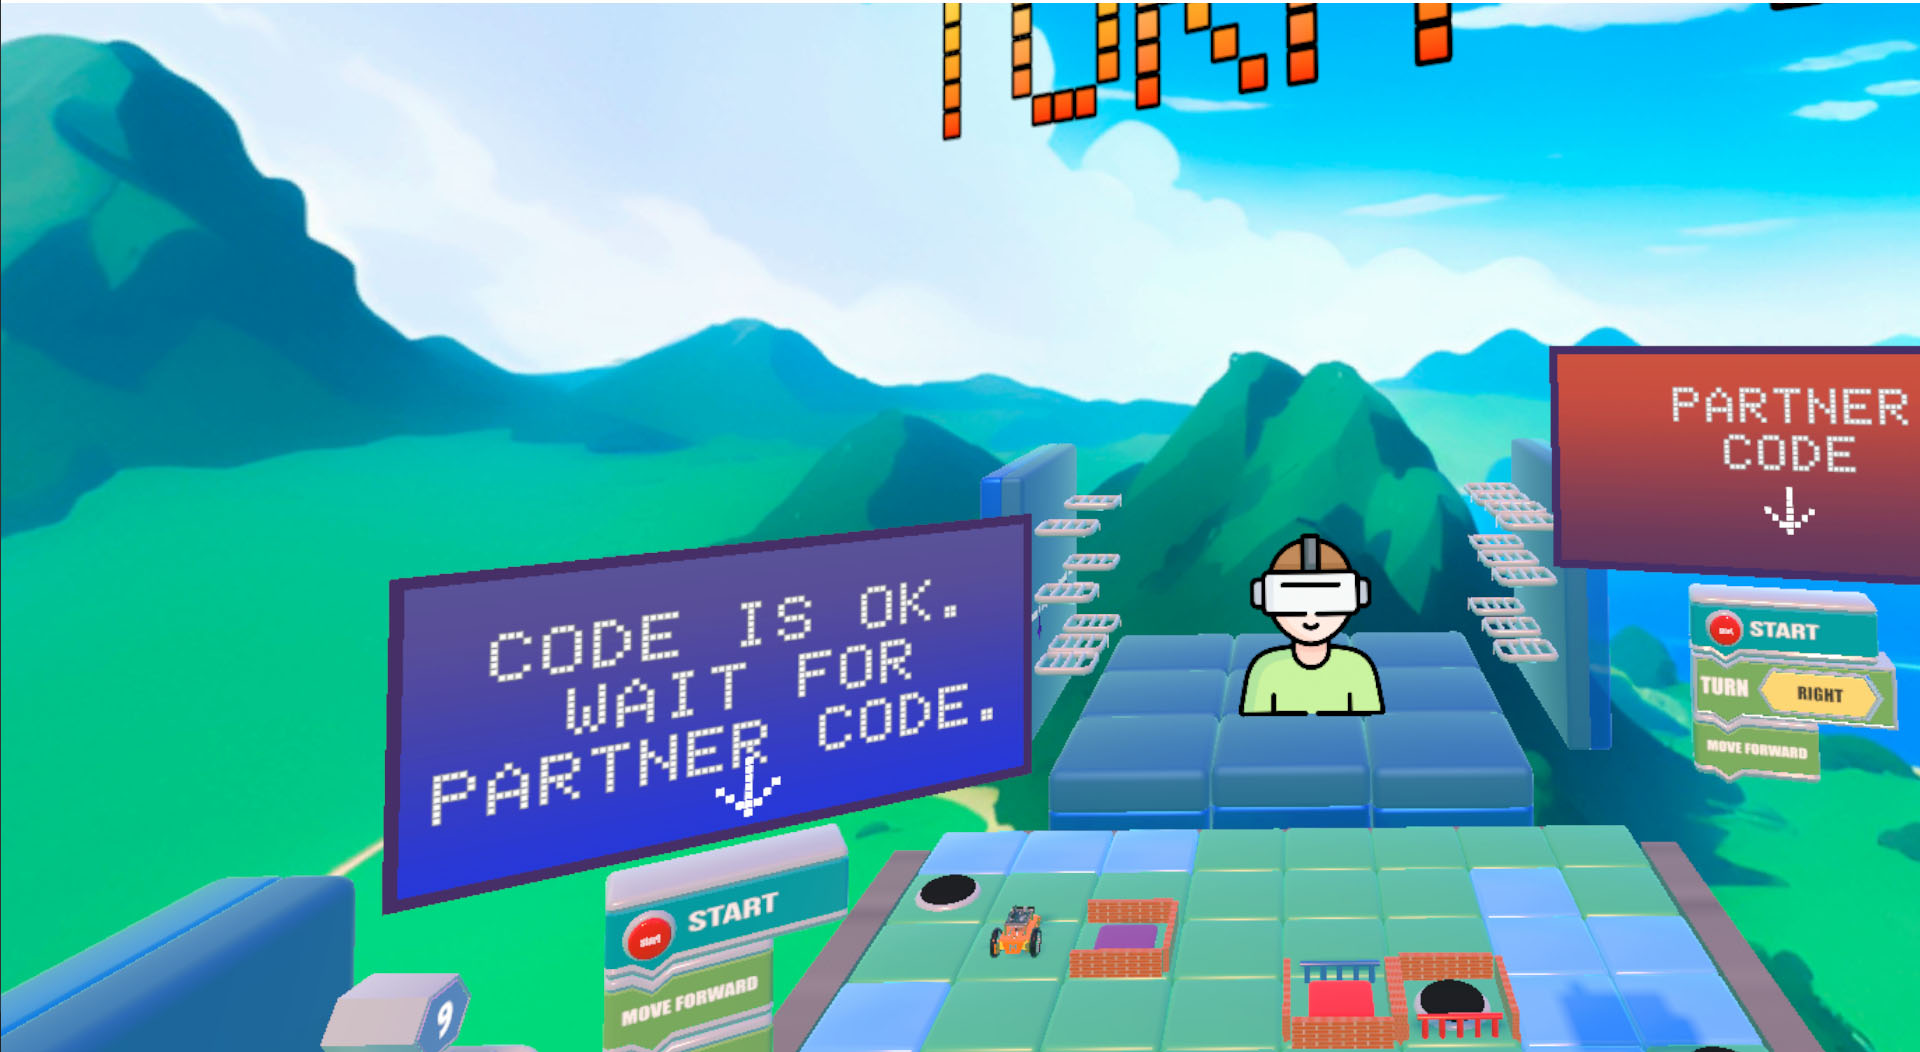 CODE IS OK.
WAIT FOR
PARTNER CODE.
PARTNER
CODE
START
TURN RIGHT
MOVE FORWARD
START
MOVE FORWARD
9